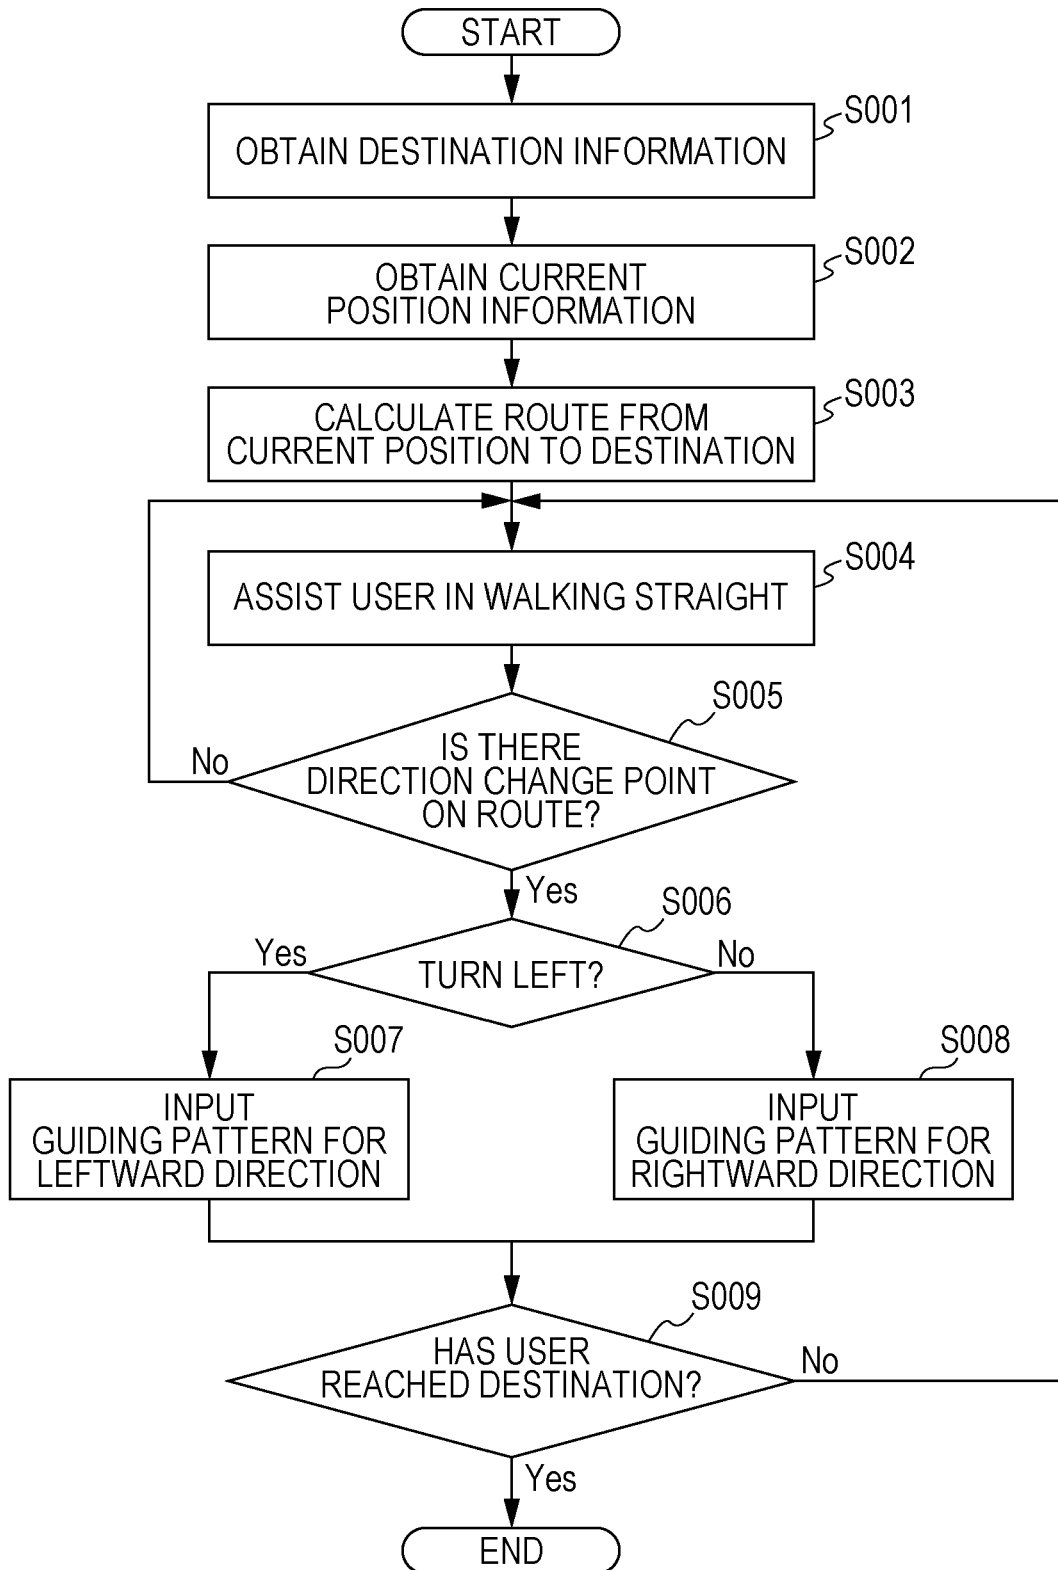 START
S001
OBTAIN DESTINATION INFORMATION
S002
OBTAIN CURRENT
POSITION INFORMATION
S003
CALCULATE ROUTE FROM
CURRENT POSITION TO DESTINATION
S004
ASSIST USER IN WALKING STRAIGHT
S005
IS THERE
DIRECTION CHANGE POINT
ON ROUTE?
No
Yes
S006
TURN LEFT?
Yes
No
S007
INPUT
GUIDING PATTERN FOR
LEFTWARD DIRECTION
S008
INPUT
GUIDING PATTERN FOR
RIGHTWARD DIRECTION
S009
HAS USER
REACHED DESTINATION?
No
Yes
END